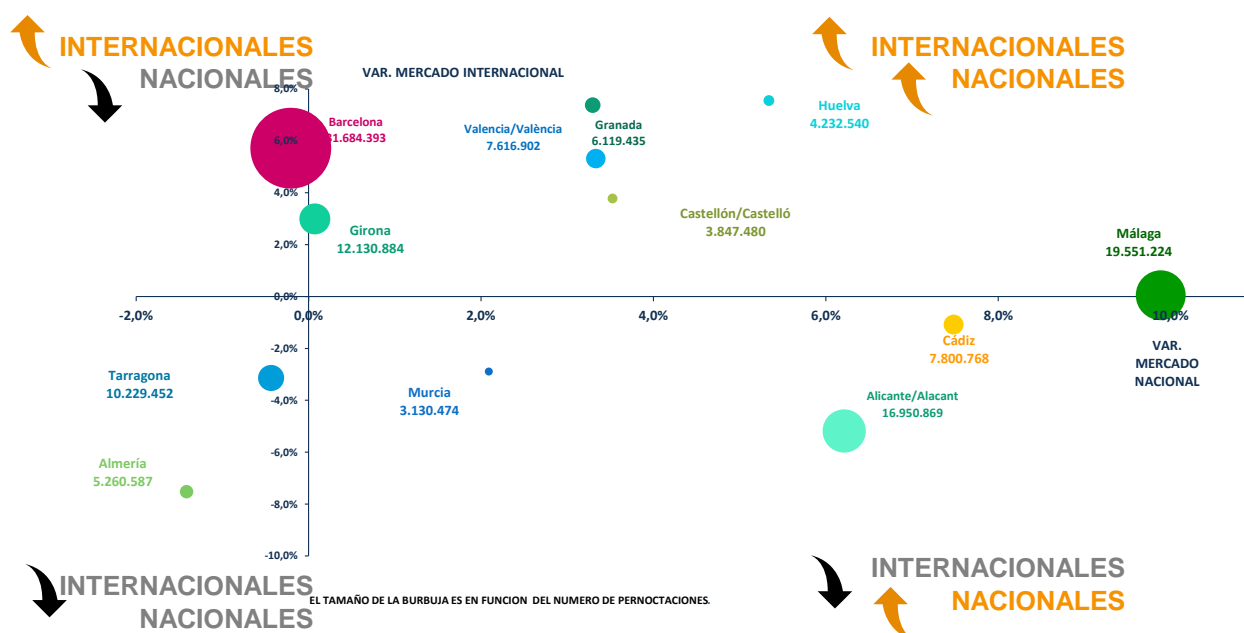 INTERNACIONALES
NACIONALES
INTERNACIONALES
NACIONALES
VAR. MERCADO INTERNACIONAL
8,0%
6,0%
4,0%
2,0%
0,0%
-2,0%
-4,0%
-6,0%
-8,0%
-10,0%
-2,0%
0,0%
2,0%
4,0%
6,0%
8,0%
10,0%
VAR.
MERCADO
NACIONAL
Barcelona
31.684.393
Valencia/València
7.616.902
Granada
6.119.435
Huelva
4.232.540
Girona
12.130.884
Castellón/Castelló
3.847.480
Málaga
19.551.224
Cádiz
7.800.768
Tarragona
10.229.452
Murcia
3.130.474
Alicante/Alacant
16.950.869
Almería
5.260.587
INTERNACIONALES
NACIONALES
INTERNACIONALES
NACIONALES
EL TAMAÑO DE LA BURBUJA ES EN FUNCION DEL NUMERO DE PERNOCTACIONES.